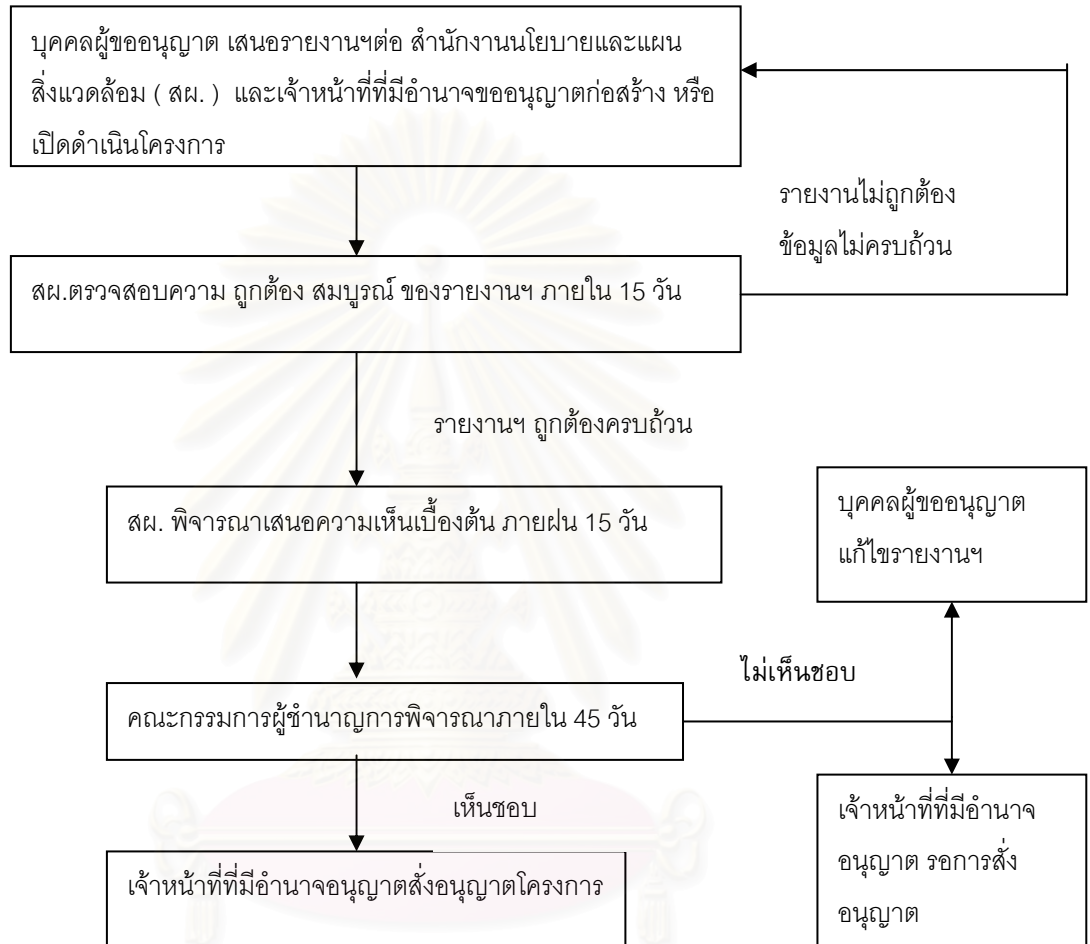 บุคคลผู้ขออนุญาต เสนอรายงานฯต่อ สำนักงานนโยบายและแผน
สิ่งแวดล้อม ( สผ. ) และเจ้าหน้าที่ที่มีอำนาจขออนุญาตก่อสร้าง หรือ
เปิดดำเนินโครงการ
รายงานไม่ถูกต้อง
ข้อมูลไม่ครบถ้วน
สผ.ตรวจสอบความ ถูกต้อง สมบูรณ์ ของรายงานฯ ภายใน 15 วัน
รายงานฯ ถูกต้องครบถ้วน
สผ. พิจารณาเสนอความเห็นเบื้องต้น ภายฝน 15 วัน
บุคคลผู้ขออนุญาต
แก้ไขรายงานฯ
ไม่เห็นชอบ
คณะกรรมการผู้ชำนาญการพิจารณาภายใน 45 วัน
เห็นชอบ
เจ้าหน้าที่ที่มีอำนาจอนุญาตสั่งอนุญาตโครงการ
เจ้าหน้าที่ที่มีอำนาจ
อนุญาต รอการสั่ง
อนุญาต